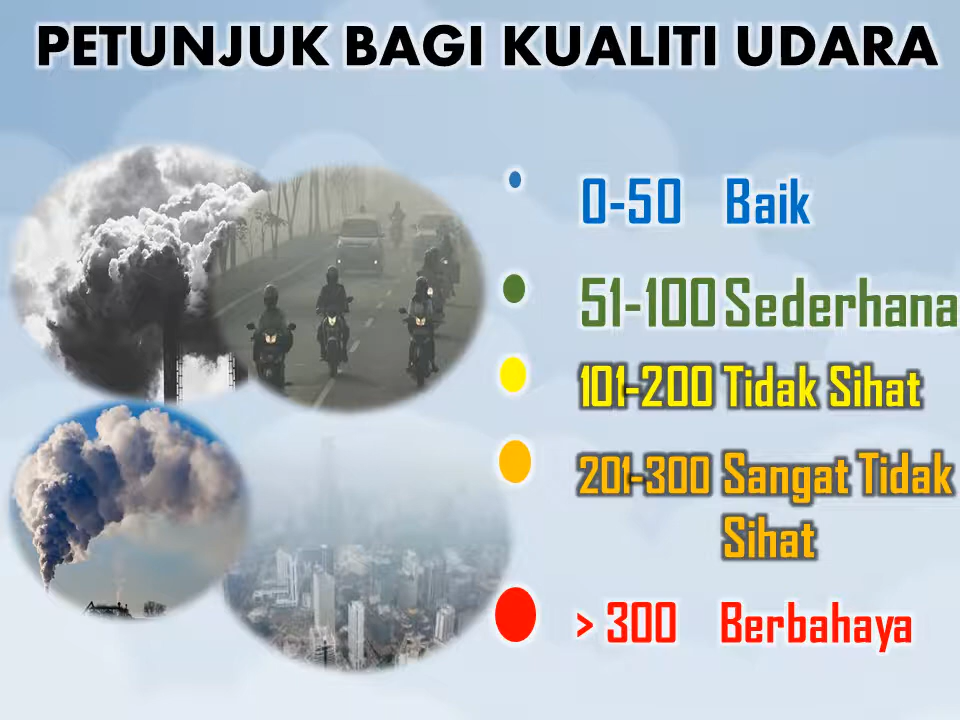 PETUNJUK BAGI KUALITI UDARA
0-50 Baik
51-100 Sederhana
101-200 Tidak Sihat
201-300 Sangat Tidak
Sihat
> 300 Berbahaya